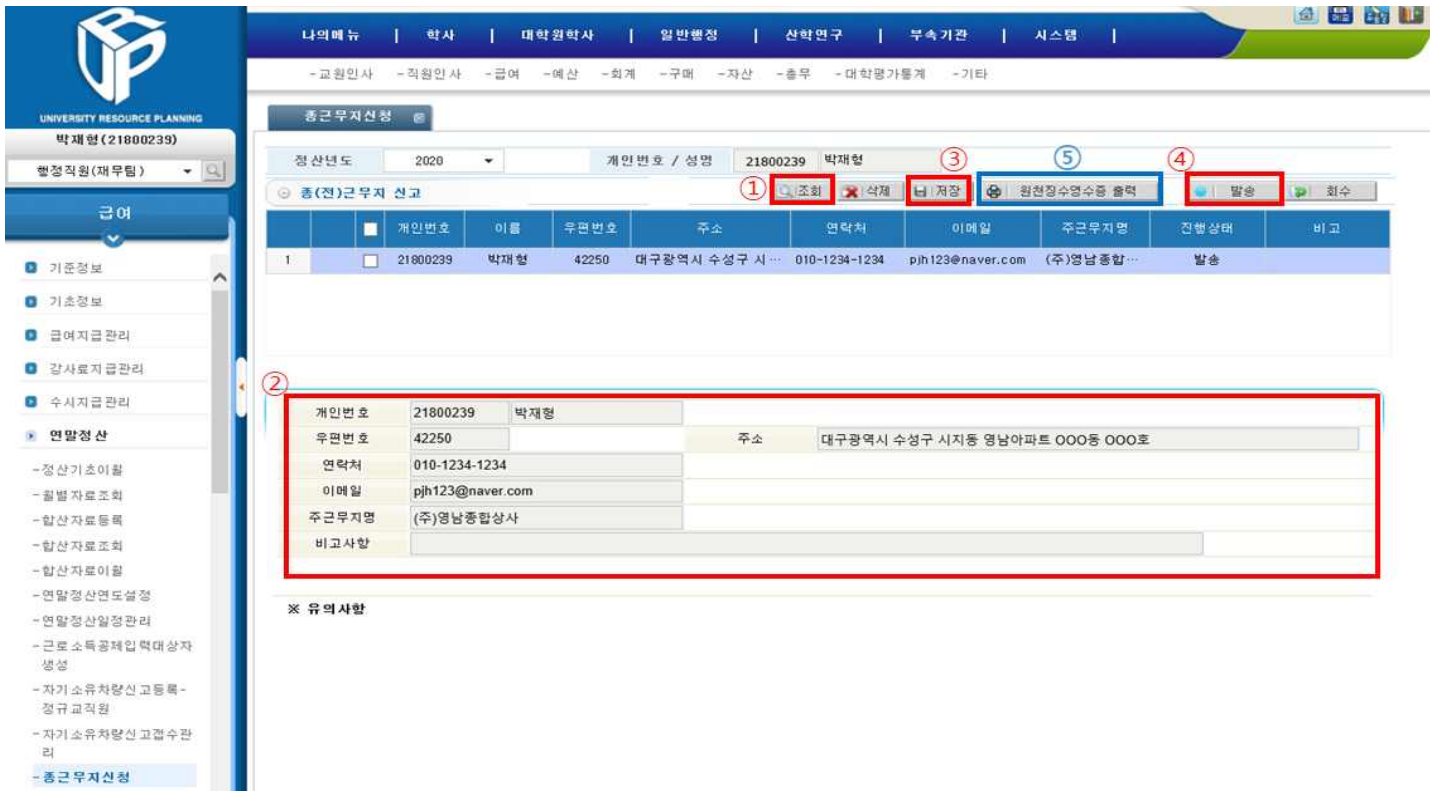 나의메뉴 | 학사 | 대학원학사 | 일반행정 | 산학연구 | 부속기관 | 시스템 |
-교원인사 -직원인사 -급여 -예산 -회계 -구매 -자산 -총무 -대학평가통계 -기타
URP
UNIVERSITY RESOURCE PLANNING
박재형(21800239)
행정직원(재무팀)
급여
기준정보
기초정보
급여지급관리
강사료지급관리
수시지급관리
연말정산
-정산기초이월
-월별자료조회
-합산자료등록
-합산자료조회
-합산자료이월
-연말정산연도설정
-연말정산일정관리
-근로소득공제입력대상자
생성
-자기소유차량신고등록-
정규교직원
-자기소유차량신고접수관
리
-종근무지신청
종근무지신청
정산년도 2020 개인번호 / 성명 21800239 박재형 ③ ⑤ ④
종(전)근무지 신고 ① 조회 삭제 저장 원천징수영수증 출력 발송 회수
개인번호 이름 우편번호 주소 연락처 이메일 주근무지명 진행상태 비고
1 21800239 박재형 42250 대구광역시 수성구 시… 010-1234-1234 pjh123@naver.com (주)영남종합… 발송
②
개인번호 21800239 박재형
우편번호 42250 주소 대구광역시 수성구 시지동 영남아파트 OOO동 OOO호
연락처 010-1234-1234
이메일 pjh123@naver.com
주근무지명 (주)영남종합상사
비고사항
※ 유의사항